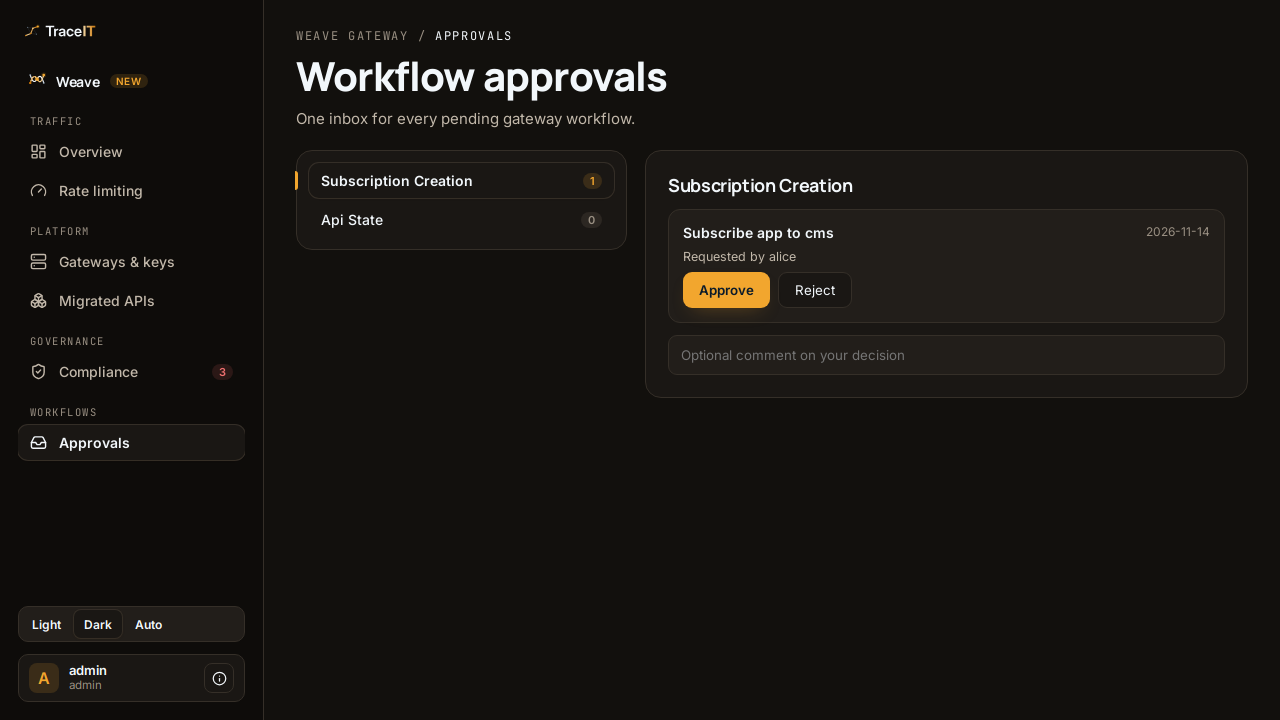 TraceIT
Weave NEW
TRAFFIC
Overview
Rate limiting
PLATFORM
Gateways & keys
Migrated APIs
GOVERNANCE
Compliance 3
WORKFLOWS
Approvals
Light Dark Auto
A admin
admin
WEAVE GATEWAY / APPROVALS
Workflow approvals
One inbox for every pending gateway workflow.
Subscription Creation 1
Api State 0
Subscription Creation
Subscribe app to cms 2026-11-14
Requested by alice
Approve Reject
Optional comment on your decision